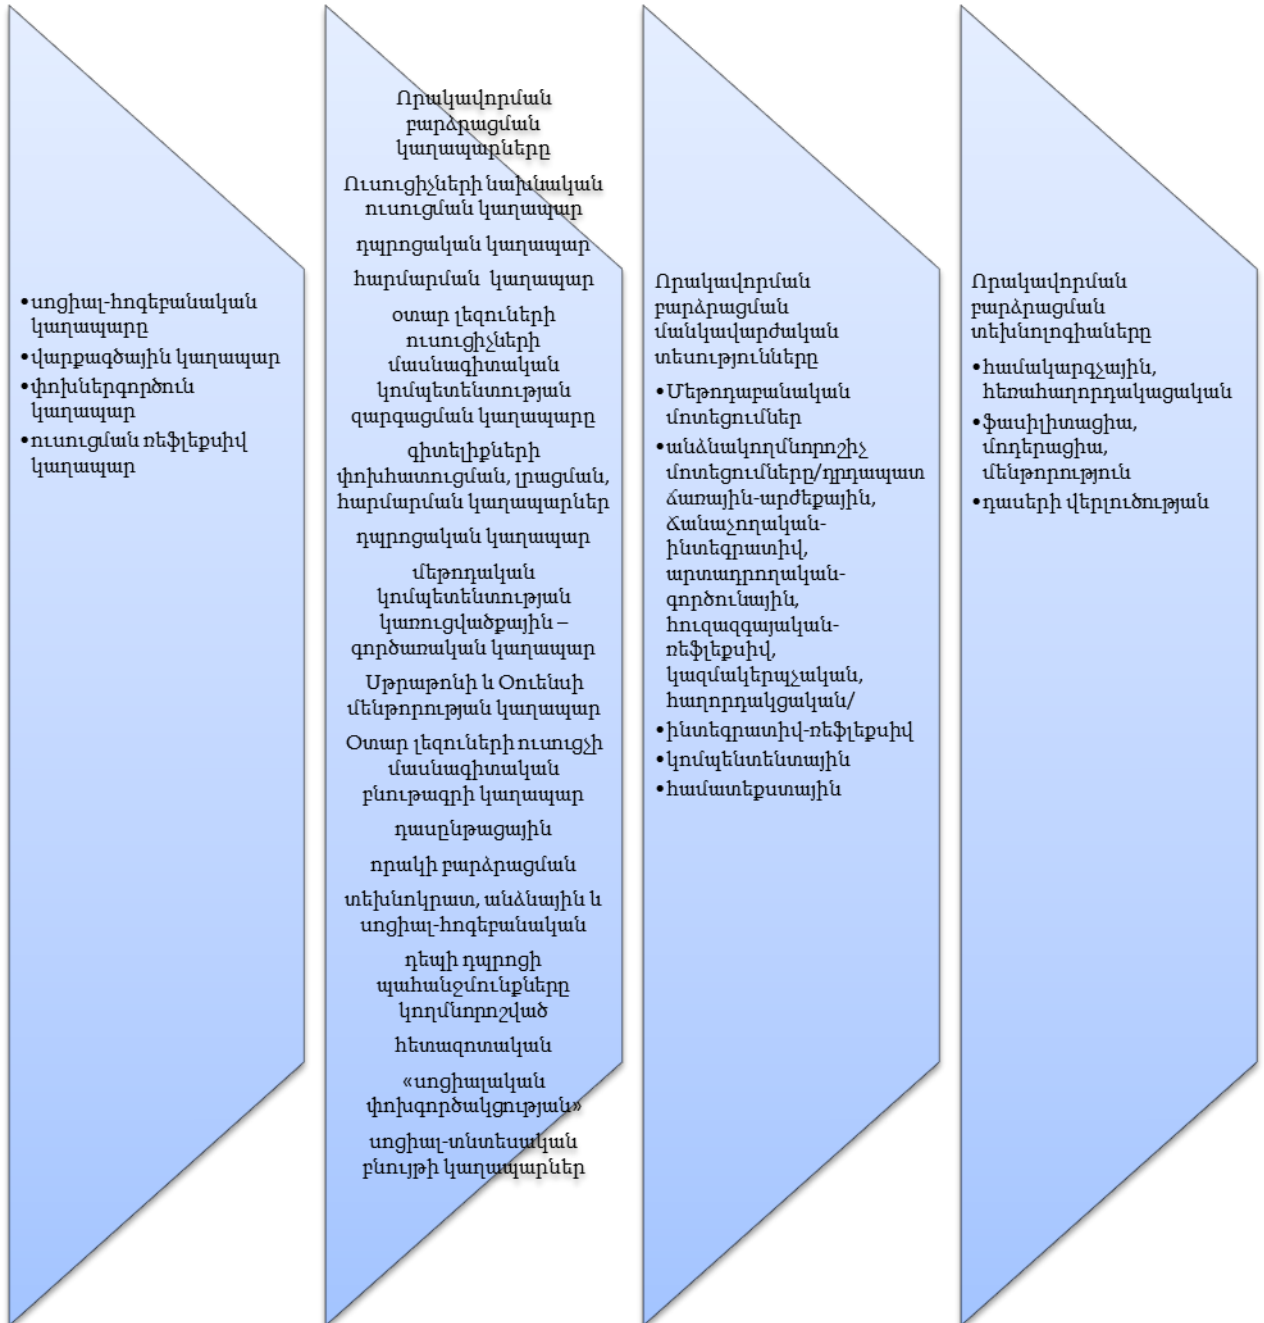 •սոցիալ-հոգեբանական
կաղապարը
•վարքագծային կաղապար
•փոխներգործուն
կաղապար
•ուսուցման ռեֆլեքսիվ
կաղապար
Որակավորման
բարձրացման
կաղապարները
Ուսուցիչների նախնական
ուսուցման կաղապար
դպրոցական կաղապար
հարմարման կաղապար
օտար լեզուների
ուսուցիչների
մասնագիտական
կոմպետենտության
զարգացման կաղապարը
գիտելիքների
փոխհատուցման, լրացման,
հարմարման կաղապարներ
դպրոցական կաղապար
մեթոդական
կոմպետենտության
կառուցվածքային –
գործառական կաղապար
Սթրաթոնի և Օուենսի
մենթորության կաղապար
Օտար լեզուների ուսուցչի
մասնագիտական
բնութագրի կաղապար
դասընթացային
որակի բարձրացման
տեխնոկրատ, անձնային և
սոցիալ-հոգեբանական
դեպի դպրոցի
պահանջմունքները
կողմնորոշված
հետազոտական
«սոցիալական
փոխգործակցության»
սոցիալ-տնտեսական
բնույթի կաղապարներ
Որակավորման
բարձրացման
մանկավարժական
տեսությունները
•Մեթոդաբանական
մոտեցումներ
•անձնակողմնորոշիչ
մոտեցումները/դրդապատ
ճառային-արժեքային,
ճանաչողական-
ինտեգրատիվ,
արտադրողական-
գործունային,
հուզազգայական-
ռեֆլեքսիվ,
կազմակերպչական,
հաղորդակցական/
•ինտեգրատիվ-ռեֆլեքսիվ
•կոմպենտենտային
•համատեքստային
Որակավորման
բարձրացման
տեխնոլոգիաները
•համակարգչային,
հեռահաղորդակացական
•ֆասիլիտացիա,
մոդերացիա,
մենթորություն
•դասերի վերլուծության